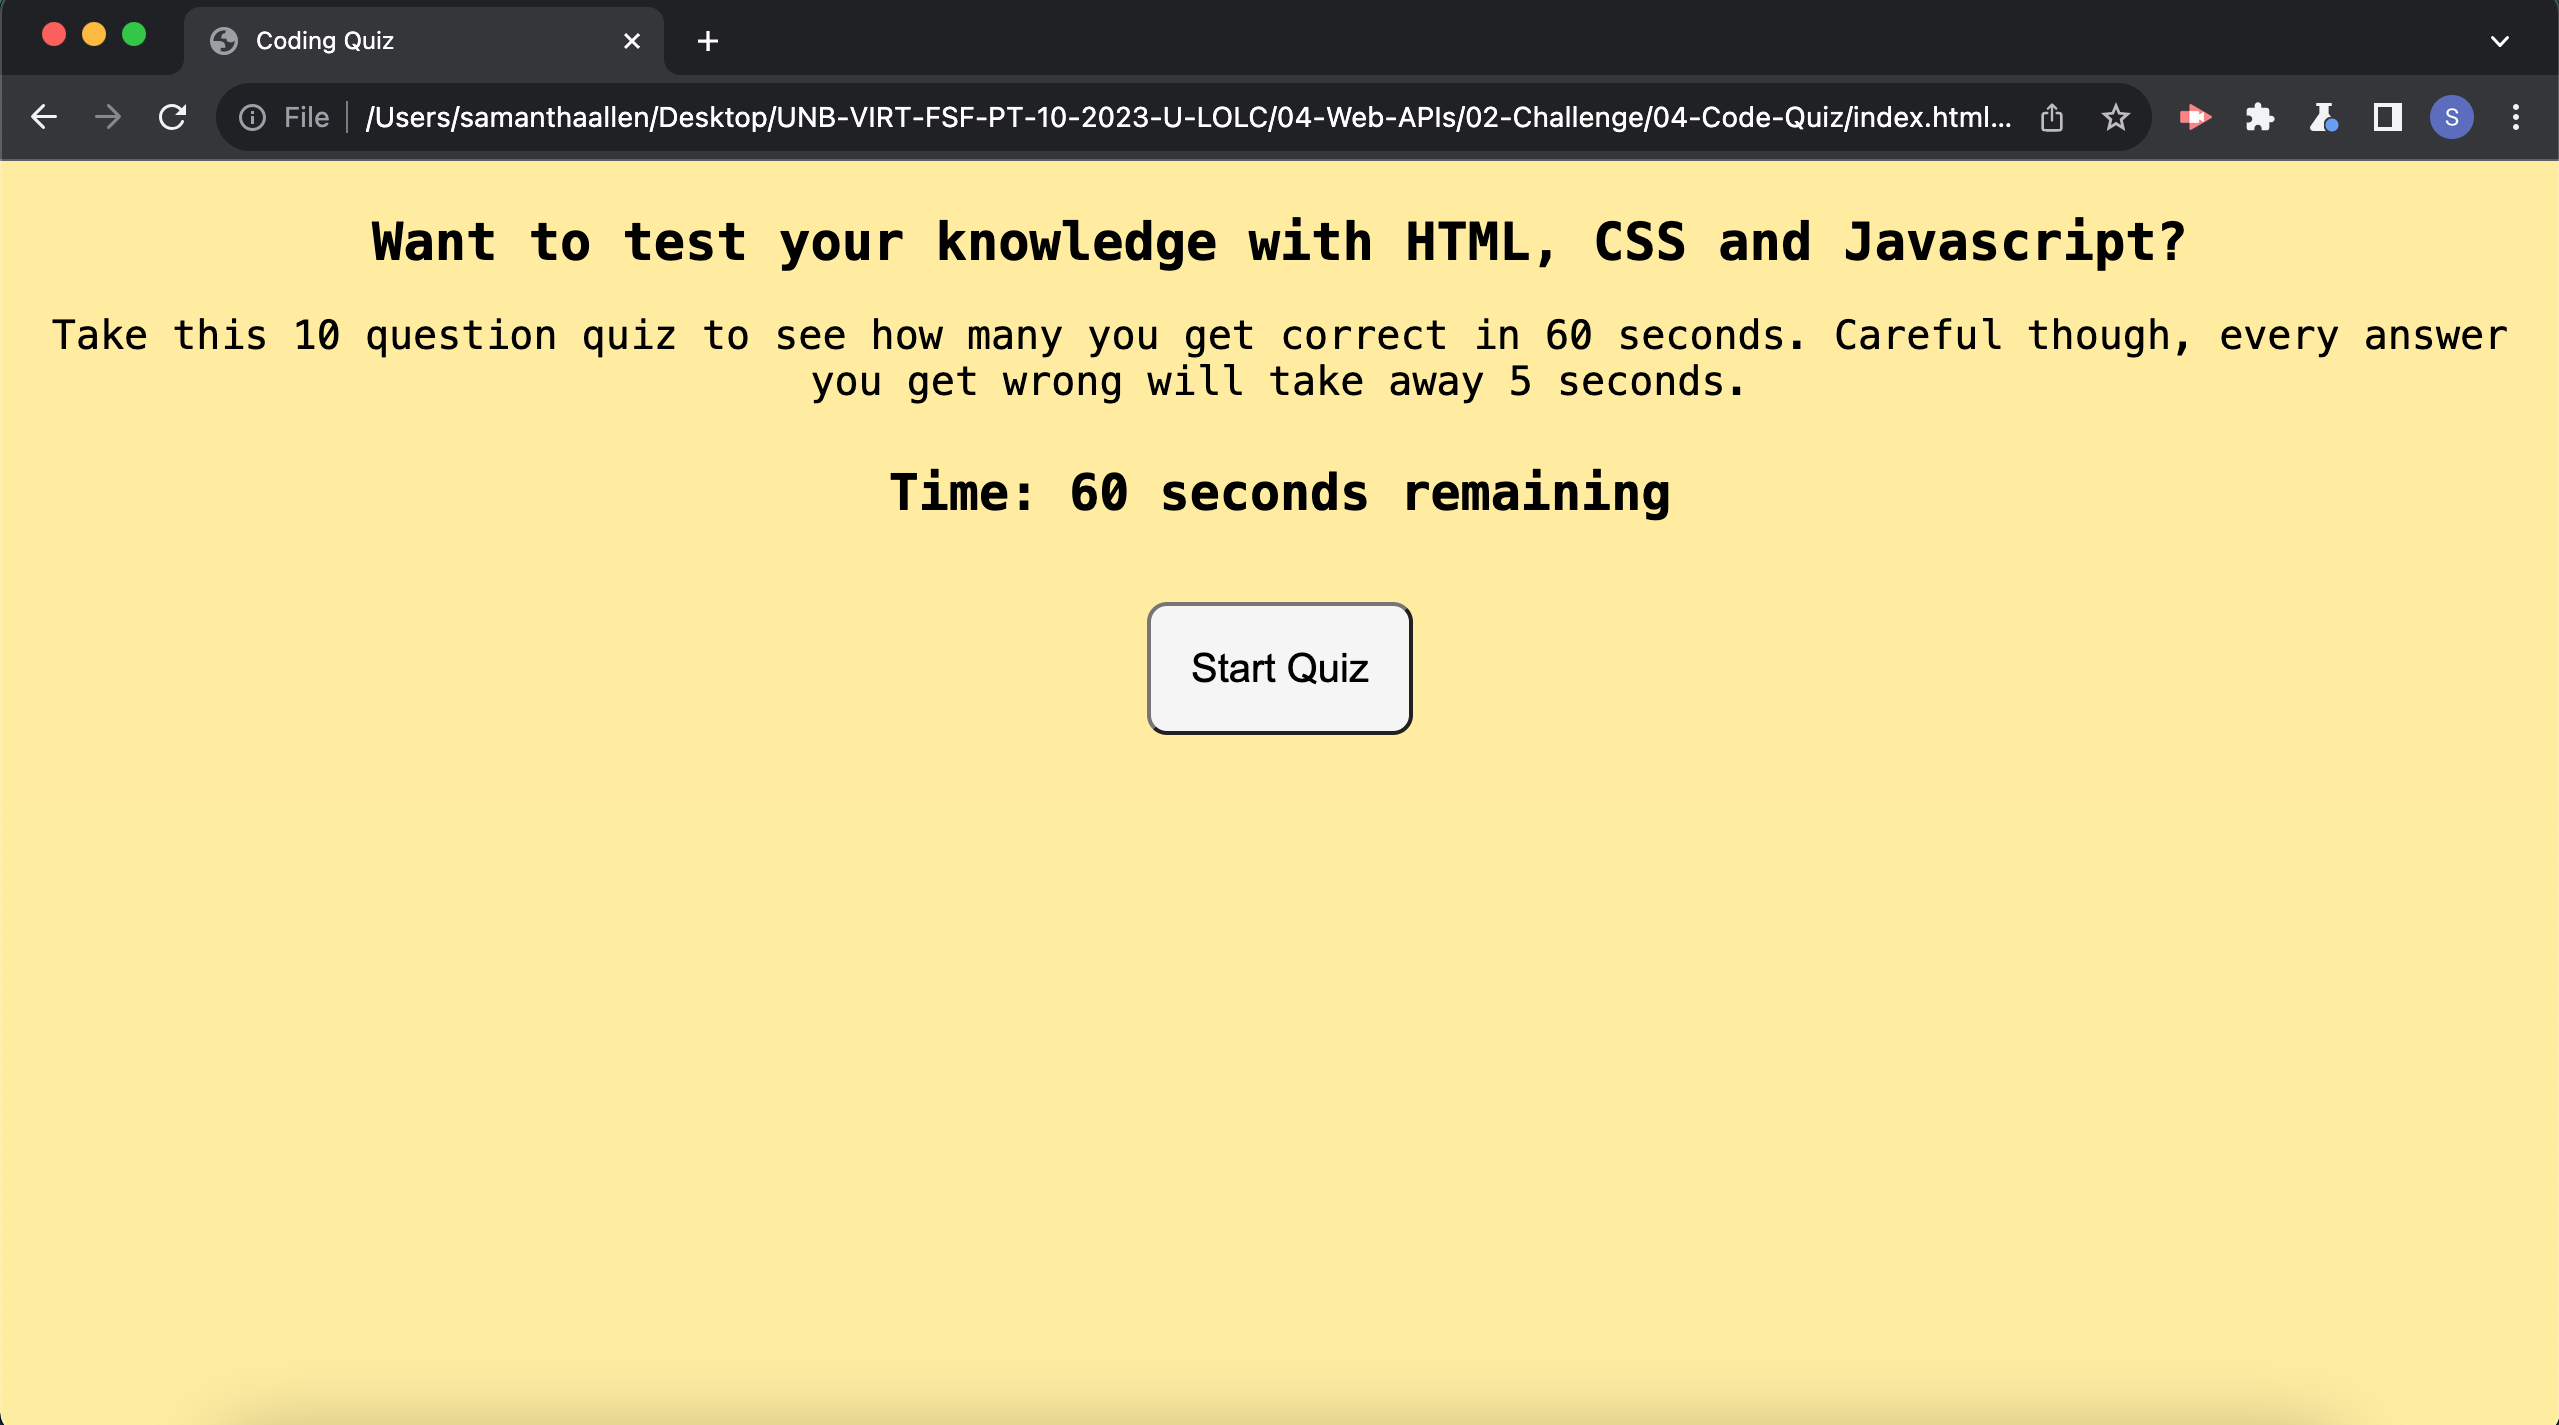 Coding Quiz
File
/Users/samanthaallen/Desktop/UNB-VIRT-FSF-PT-10-2023-U-LOLC/04-Web-APIs/02-Challenge/04-Code-Quiz/index.html...
S
Want to test your knowledge with HTML, CSS and Javascript?
Take this 10 question quiz to see how many you get correct in 60 seconds. Careful though, every answer
you get wrong will take away 5 seconds.
Time: 60 seconds remaining
Start Quiz